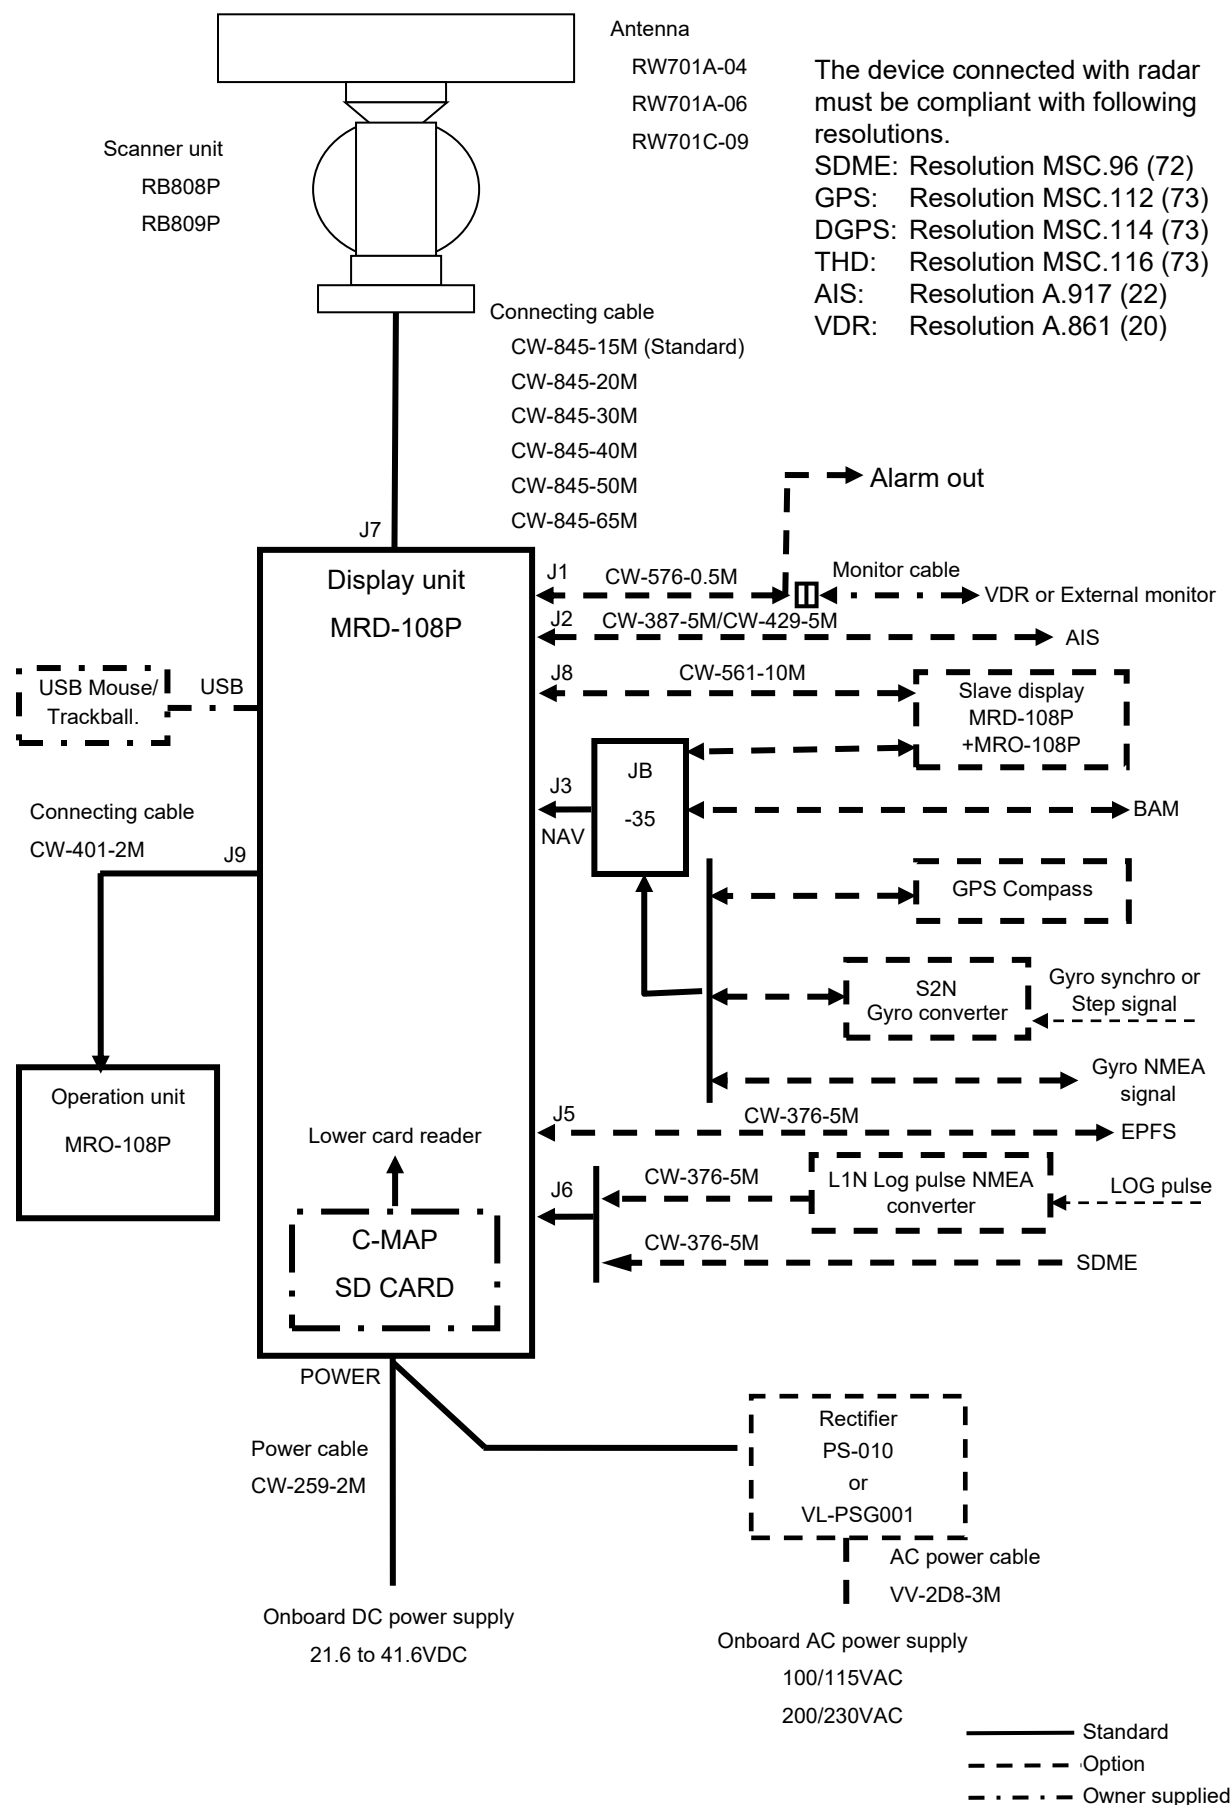 Antenna
RW701A-04
RW701A-06
RW701C-09
The device connected with radar
must be compliant with following
resolutions.
SDME: Resolution MSC.96 (72)
GPS: Resolution MSC.112 (73)
DGPS: Resolution MSC.114 (73)
THD: Resolution MSC.116 (73)
AIS: Resolution A.917 (22)
VDR: Resolution A.861 (20)
Scanner unit
RB808P
RB809P
Connecting cable
CW-845-15M (Standard)
CW-845-20M
CW-845-30M
CW-845-40M
CW-845-50M
CW-845-65M
J7
Alarm out
Display unit
MRD-108P
J1
CW-576-0.5M
Monitor cable
VDR or External monitor
J2
CW-387-5M/CW-429-5M
AIS
J8
CW-561-10M
Slave display
MRD-108P
+MRO-108P
USB Mouse/
Trackball.
USB
JB
-35
J3
NAV
BAM
Connecting cable
CW-401-2M
J9
GPS Compass
S2N
Gyro converter
Gyro synchro or
Step signal
Gyro NMEA
signal
Operation unit
MRO-108P
J5
CW-376-5M
EPFS
Lower card reader
J6
CW-376-5M
L1N Log pulse NMEA
converter
LOG pulse
C-MAP
SD CARD
CW-376-5M
SDME
POWER
Power cable
CW-259-2M
Rectifier
PS-010
or
VL-PSG001
AC power cable
VV-2D8-3M
Onboard DC power supply
21.6 to 41.6VDC
Onboard AC power supply
100/115VAC
200/230VAC
Standard
Option
Owner supplied